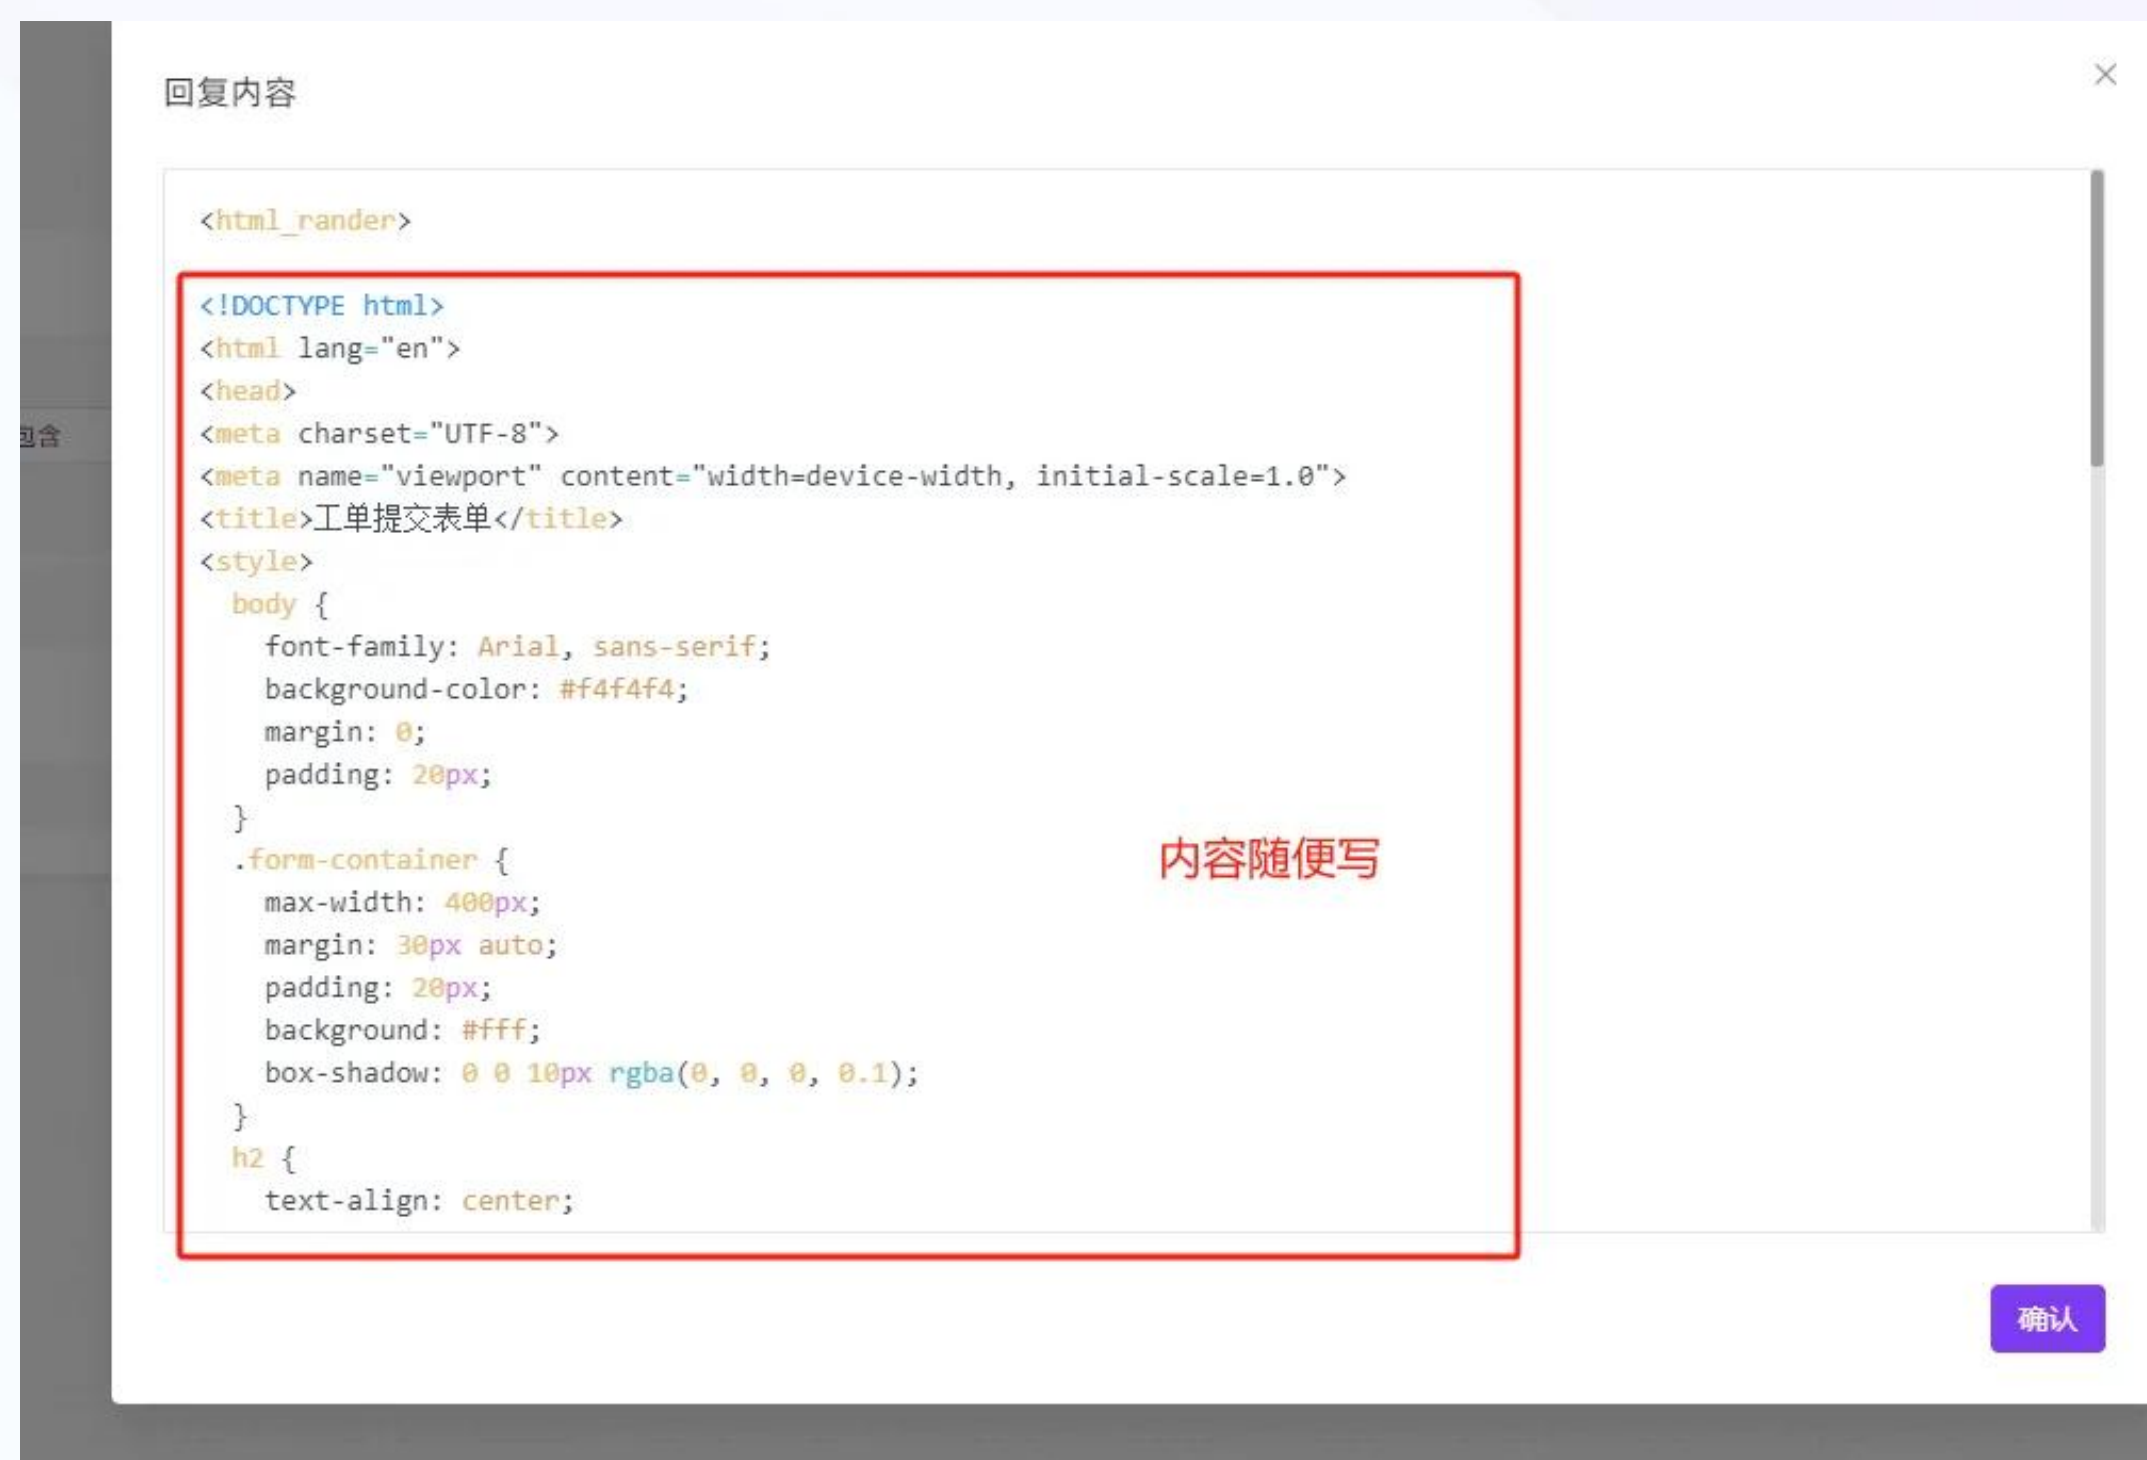 回复内容
<html_rander>
<!DOCTYPE html>
<html lang="en">
<head>
<meta charset="UTF-8">
<meta name="viewport" content="width=device-width, initial-scale=1.0">
<title>工单提交表单</title>
<style>
  body {
    font-family: Arial, sans-serif;
    background-color: #f4f4f4;
    margin: 0;
    padding: 20px;
  }
  .form-container {
    max-width: 400px;
    margin: 30px auto;
    padding: 20px;
    background: #fff;
    box-shadow: 0 0 10px rgba(0, 0, 0, 0.1);
  }
  h2 {
    text-align: center;
内容随便写
包含
确认